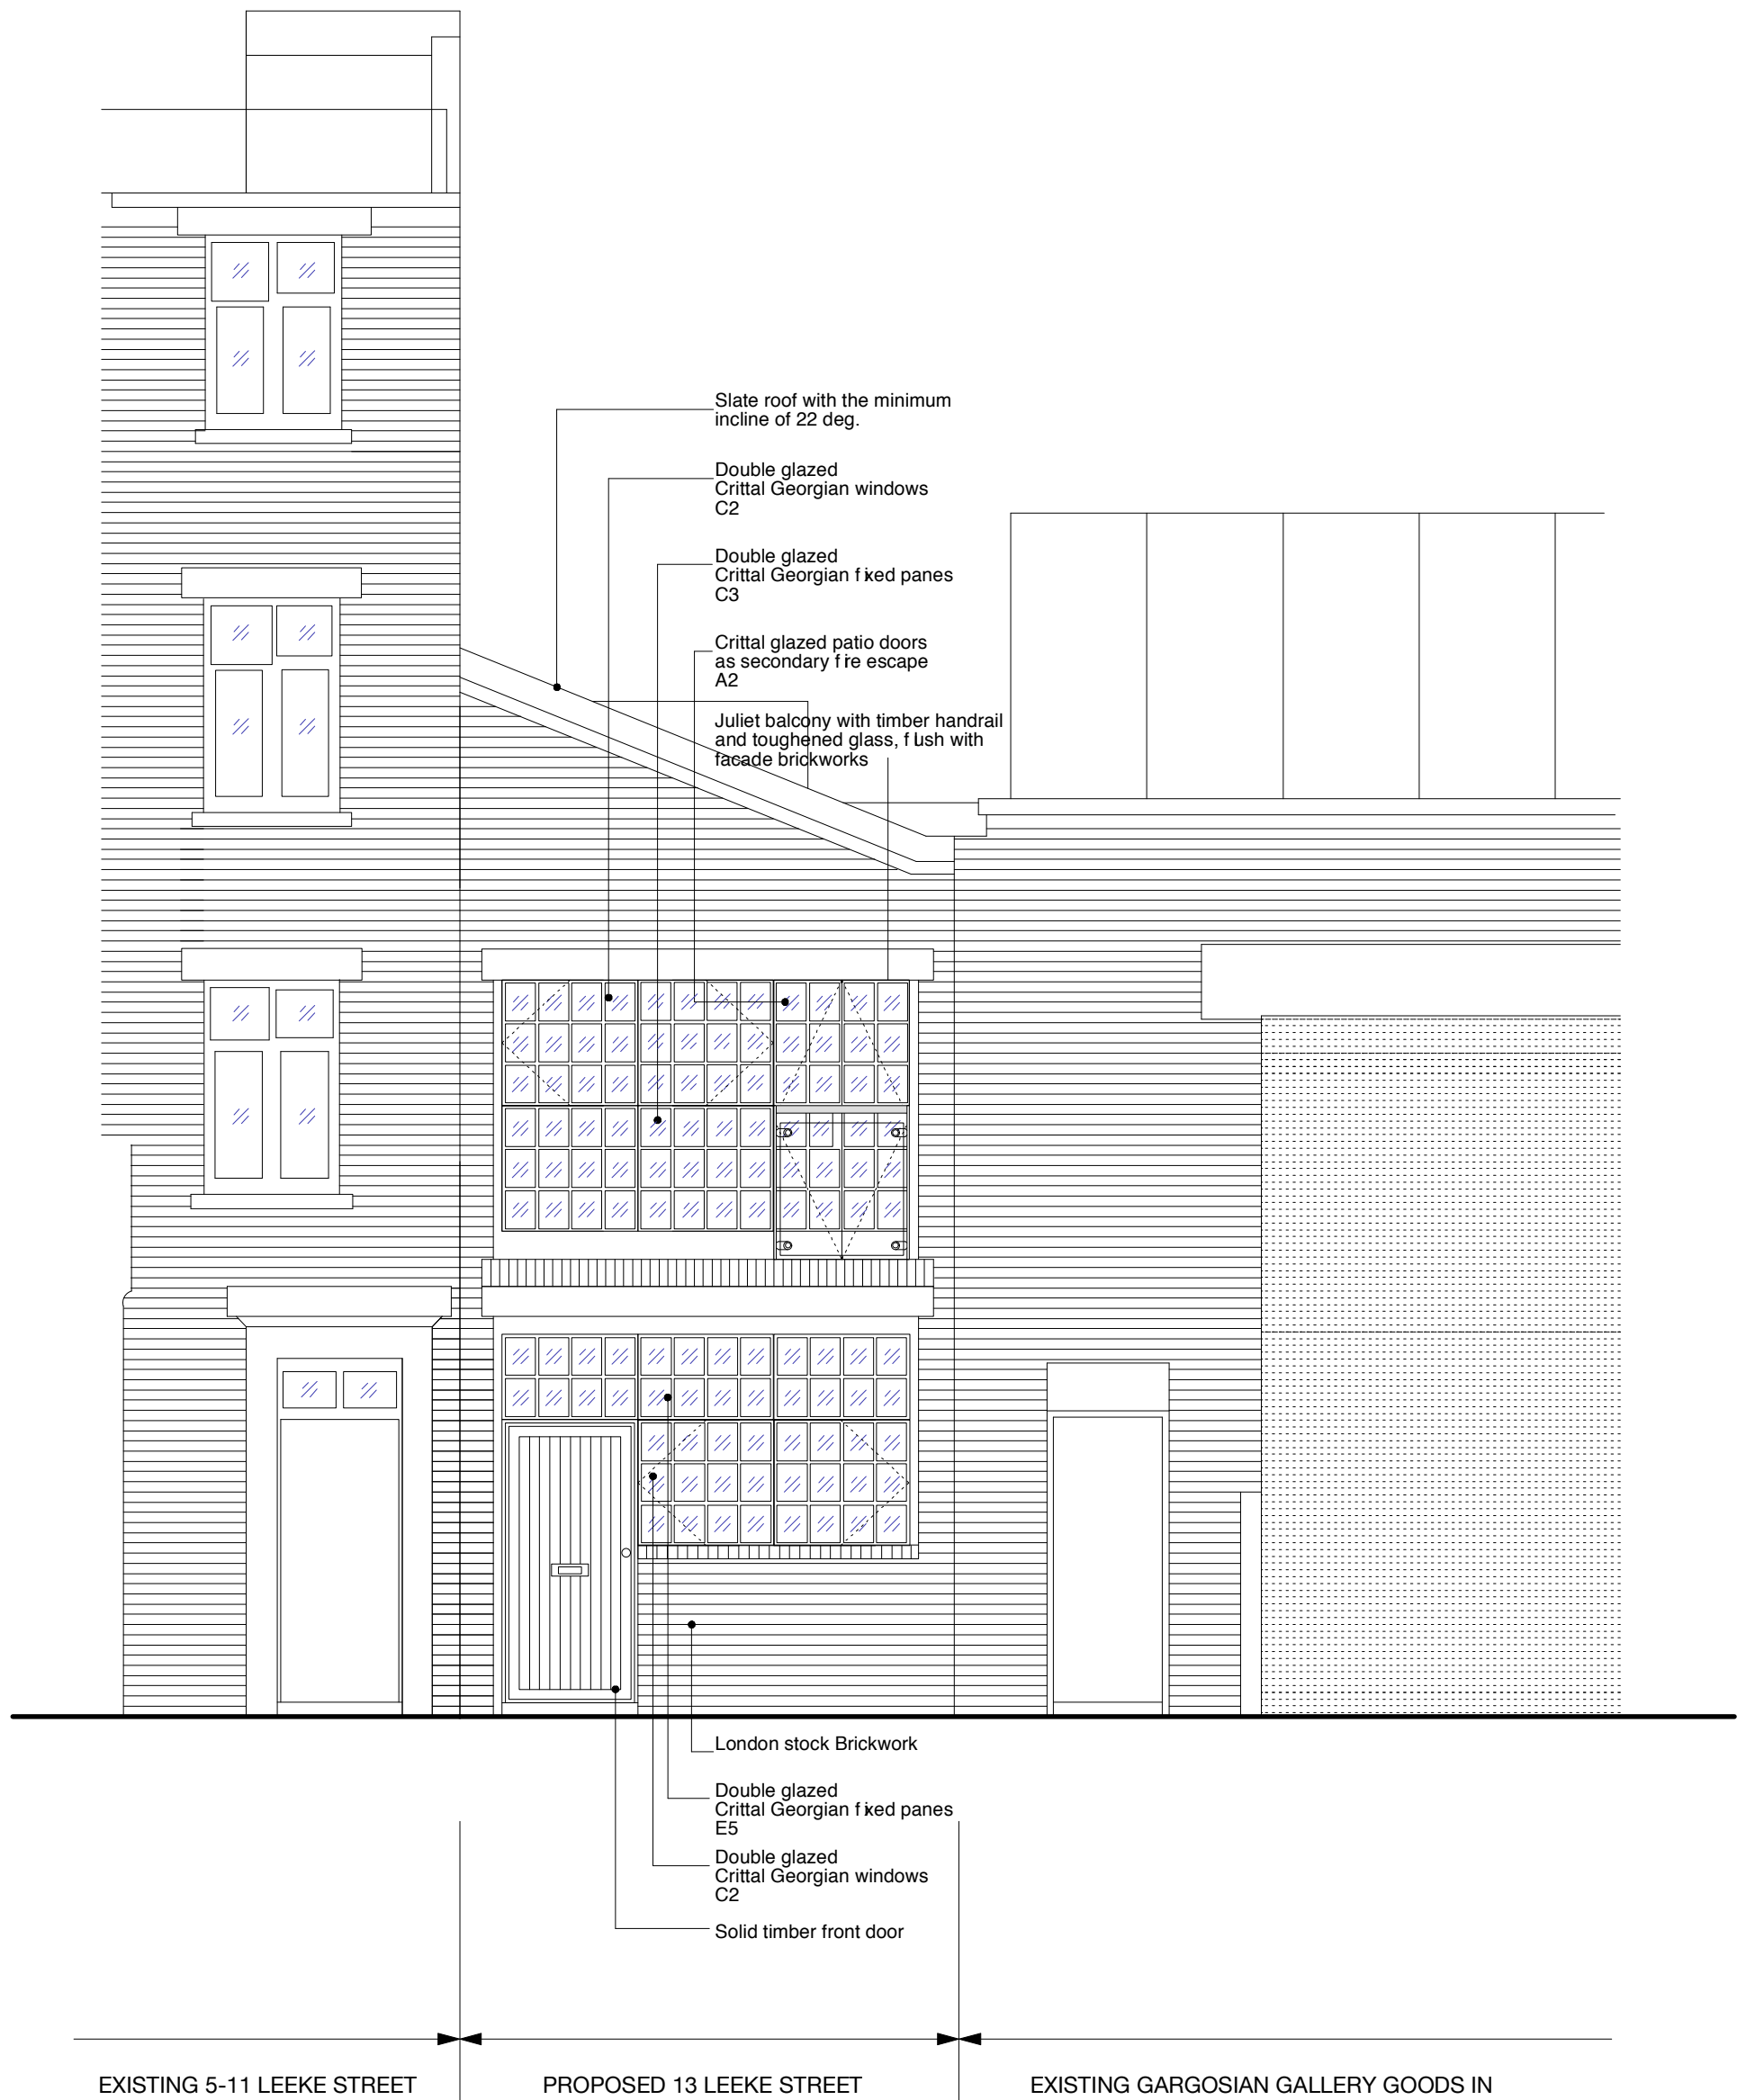 Slate roof with the minimum
incline of 22 deg.
Double glazed
Crittal Georgian windows
C2
Double glazed
Crittal Georgian fixed panes
C3
Crittal glazed patio doors
as secondary fire escape
A2
Juliet balcony with timber handrail
and toughened glass, flush with
facade brickworks
London stock Brickwork
Double glazed
Crittal Georgian fixed panes
E5
Double glazed
Crittal Georgian windows
C2
Solid timber front door
EXISTING 5-11 LEEKE STREET
PROPOSED 13 LEEKE STREET
EXISTING GARGOSIAN GALLERY GOODS IN